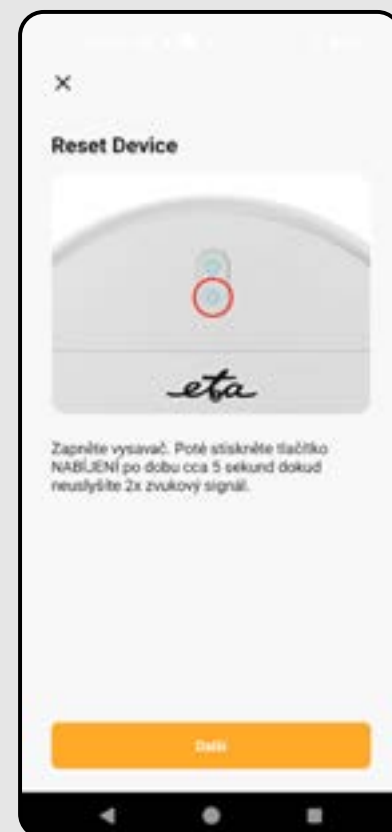 Reset Device
eta
Zapněte vysavač. Poté stiskněte tlačítko
NABÍJENÍ po dobu cca 5 sekund dokud
neuslyšíte 2x zvukový signál.
Další